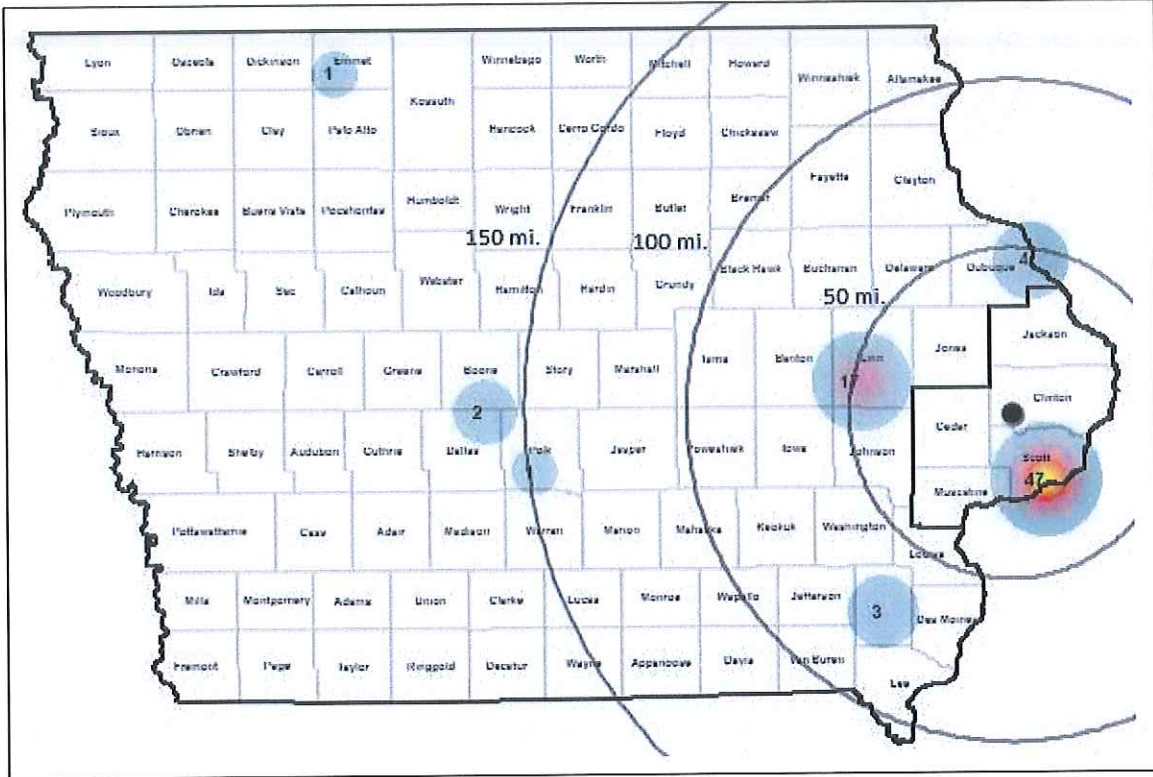 Lyon Osceola Dickinson Emmet Winnebago Worth Mitchell Howard Winneshiek Allamakee
1
Kossuth
Sioux Obrien Clay Palo Alto Hancock Cerro Gordo Floyd Chickasaw
Fayette Clayton
Plymouth Cherokee Buena Vista Pocahontas Humboldt Wright Franklin Butler Bremer
150 mi. 100 mi.
Woodbury Ida Sac Calhoun Webster Hamilton Hardin Grundy Black Hawk Buchanan Delaware Dubuque 4
50 mi.
Monona Crawford Carroll Greene Boone Story Marshall Tama Benton Linn Jones Jackson
17
2
Clinton
Harrison Shelby Audubon Guthrie Dallas Polk Jasper Poweshiek Iowa Johnson Cedar Scott
47
Muscatine
Pottawattamie Cass Adair Madison Warren Marion Mahaska Keokuk Washington Louisa
Mills Montgomery Adams Union Clarke Lucas Monroe Wapello Jefferson 3 Des Moines
Fremont Page Taylor Ringgold Decatur Wayne Appanoose Davis Van Buren Lee